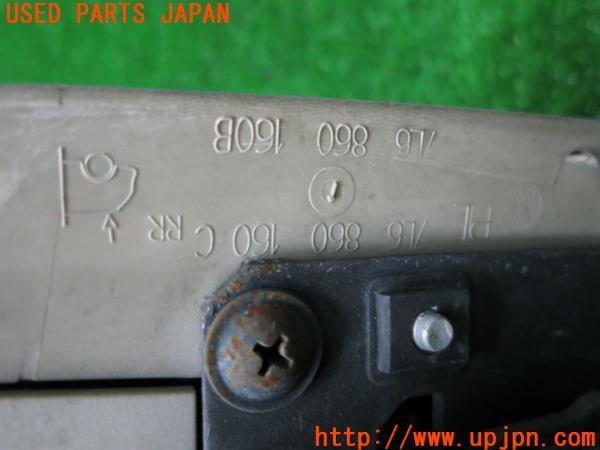 USED PARTS JAPAN
7L6 860 160B
PL 7L6 860 160 C RR
http:// www.upjpn.com